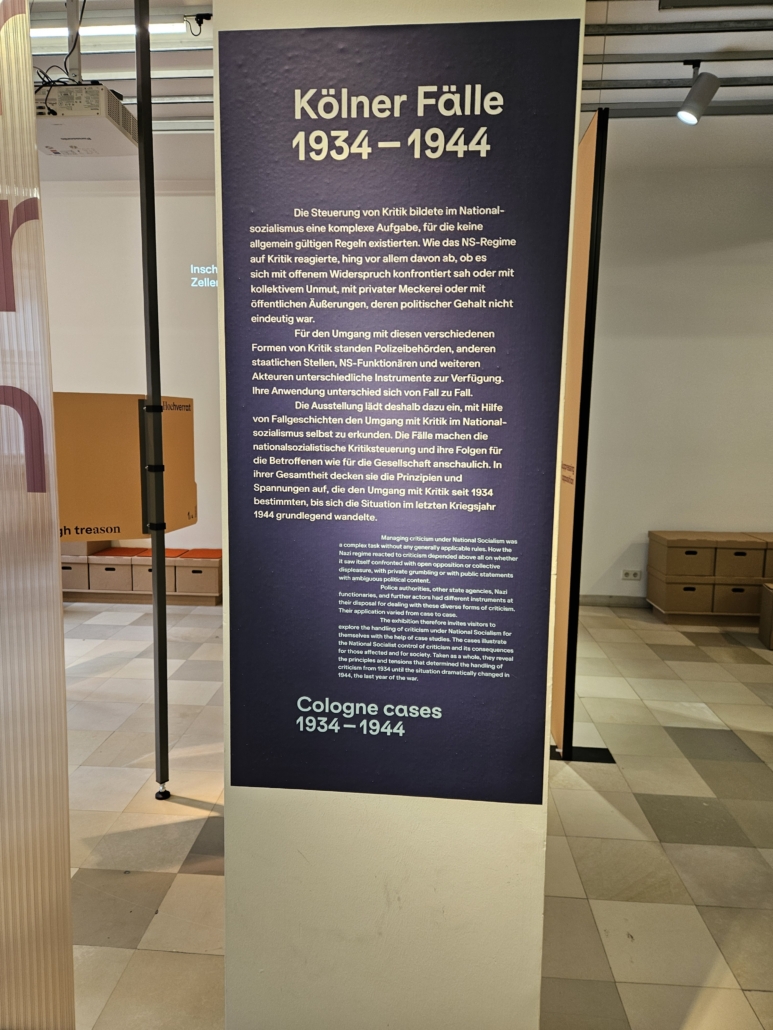 Kölner Fälle
1934 – 1944
Die Steuerung von Kritik bildete im National-
sozialismus eine komplexe Aufgabe, für die keine
allgemein gültigen Regeln existierten. Wie das NS-Regime
auf Kritik reagierte, hing vor allem davon ab, ob es
sich mit offenem Widerspruch konfrontiert sah oder mit
kollektivem Unmut, mit privater Meckerei oder mit
öffentlichen Äußerungen, deren politischer Gehalt nicht
eindeutig war.
Für den Umgang mit diesen verschiedenen
Formen von Kritik standen Polizeibehörden, anderen
staatlichen Stellen, NS-Funktionären und weiteren
Akteuren unterschiedliche Instrumente zur Verfügung.
Ihre Anwendung unterschied sich von Fall zu Fall.
Die Ausstellung lädt deshalb dazu ein, mit Hilfe
von Fallgeschichten den Umgang mit Kritik im National-
sozialismus selbst zu erkunden. Die Fälle machen die
nationalsozialistische Kritiksteuerung und ihre Folgen für
die Betroffenen wie für die Gesellschaft anschaulich. In
ihrer Gesamtheit decken sie die Prinzipien und
Spannungen auf, die den Umgang mit Kritik seit 1934
bestimmten, bis sich die Situation im letzten Kriegsjahr
1944 grundlegend wandelte.
Managing criticism under National Socialism was
a complex task without any generally applicable rules. How the
Nazi regime reacted to criticism depended above all on whether
it saw itself confronted with open opposition or collective
displeasure, with private grumbling or with public statements
with ambiguous political content.
Police authorities, other state agencies, Nazi
functionaries, and further actors had different instruments at
their disposal for dealing with these diverse forms of criticism.
Their application varied from case to case.
The exhibition therefore invites visitors to
explore the handling of criticism under National Socialism for
themselves with the help of case studies. The cases illustrate
the National Socialist control of criticism and its consequences
for those affected and for society. Taken as a whole, they reveal
the principles and tensions that determined the handling of
criticism from 1934 until the situation dramatically changed in
1944, the last year of the war.
Cologne cases
1934 – 1944
Insch
Zeller
gh treason